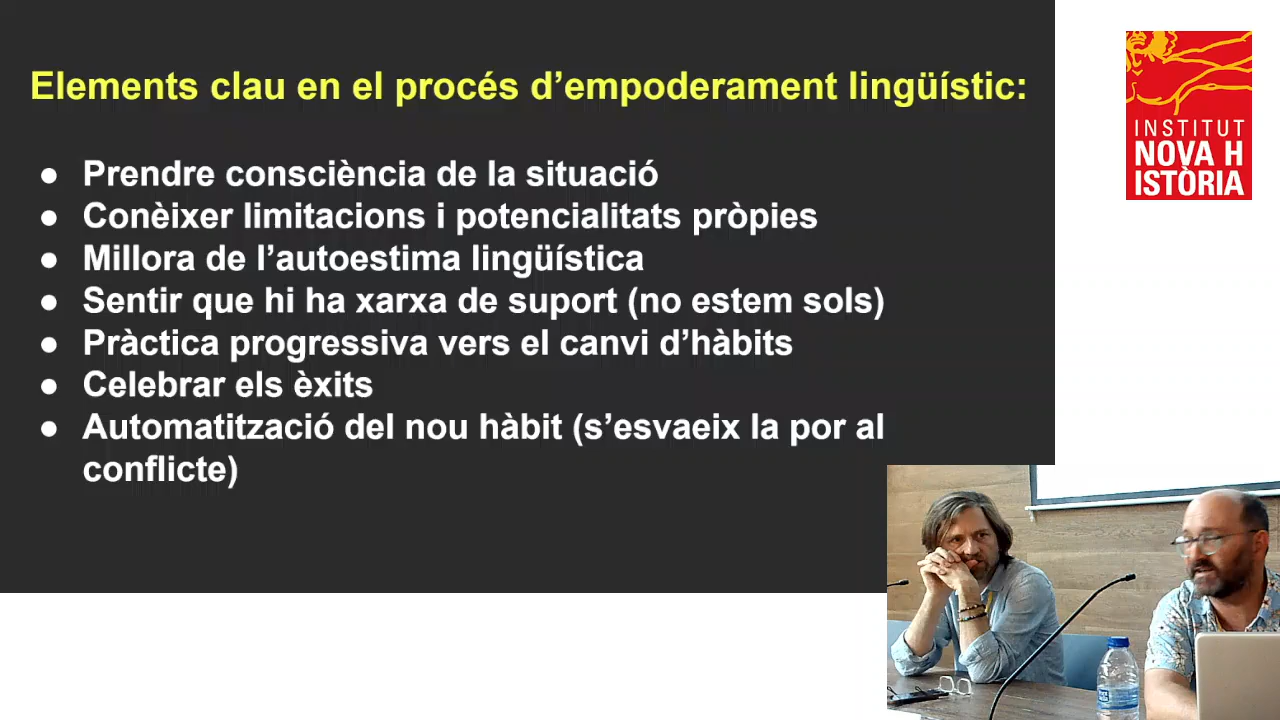 Elements clau en el procés d’empoderament lingüístic:
● Prendre consciència de la situació
● Conèixer limitacions i potencialitats pròpies
● Millora de l’autoestima lingüística
● Sentir que hi ha xarxa de suport (no estem sols)
● Pràctica progressiva vers el canvi d’hàbits
● Celebrar els èxits
● Automatització del nou hàbit (s’esvaeix la por al
conflicte)
INSTITUT
NOVA H
ISTÒRIA